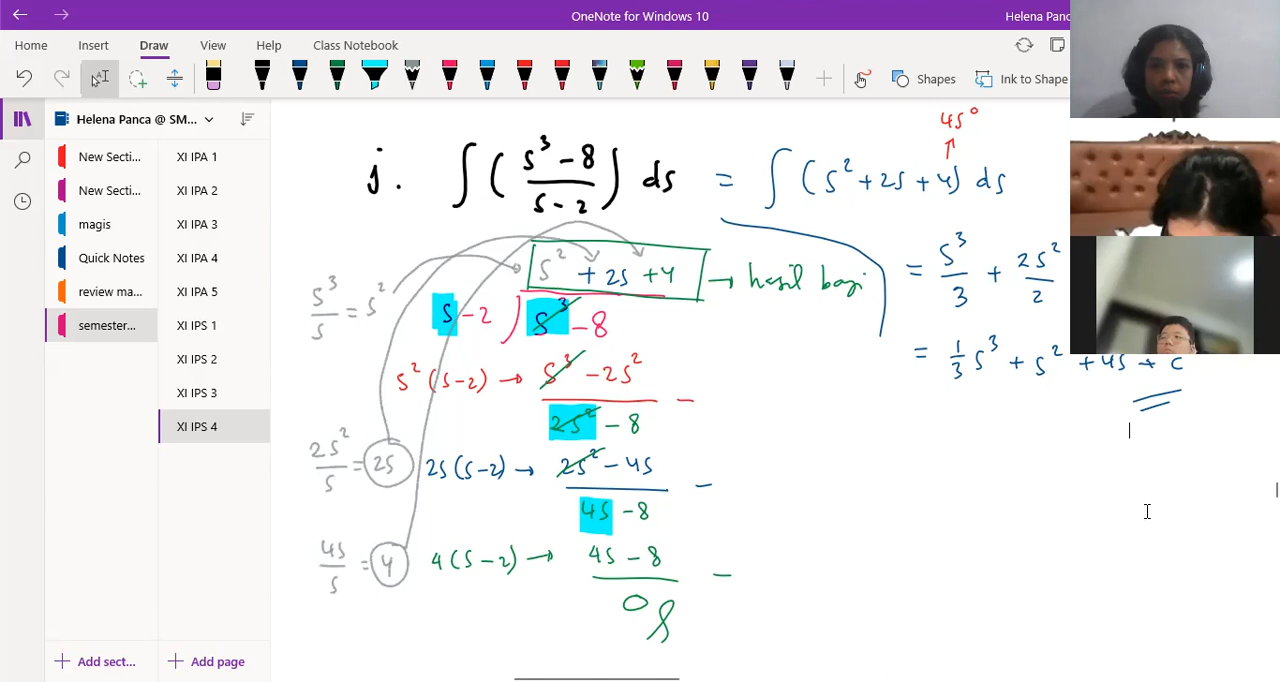 OneNote for Windows 10
Helena Panca
Home Insert Draw View Help Class Notebook
Shapes Ink to Shape
Helena Panca @ SM...
New Secti...
New Secti...
magis
Quick Notes
review ma...
semester...
XI IPA 1
XI IPA 2
XI IPA 3
XI IPA 4
XI IPA 5
XI IPS 1
XI IPS 2
XI IPS 3
XI IPS 4
Add sect...
Add page
4s⁰
↑
j. ∫ ( (s³ - 8)/(s - 2) ) ds = ∫ (s² + 2s + 4) ds
= s³/3 + 2s²/2
= 1/3 s³ + s² + 4s + c
s³/s = s²
s² + 2s + 4 → hasil bagi
s - 2 ) s³ - 8
s² (s - 2) → s³ - 2s² -
2s² - 8
2s²/s = 2s
2s (s - 2) → 2s² - 4s -
4s - 8
4s/s = 4
4 (s - 2) → 4s - 8 -
0